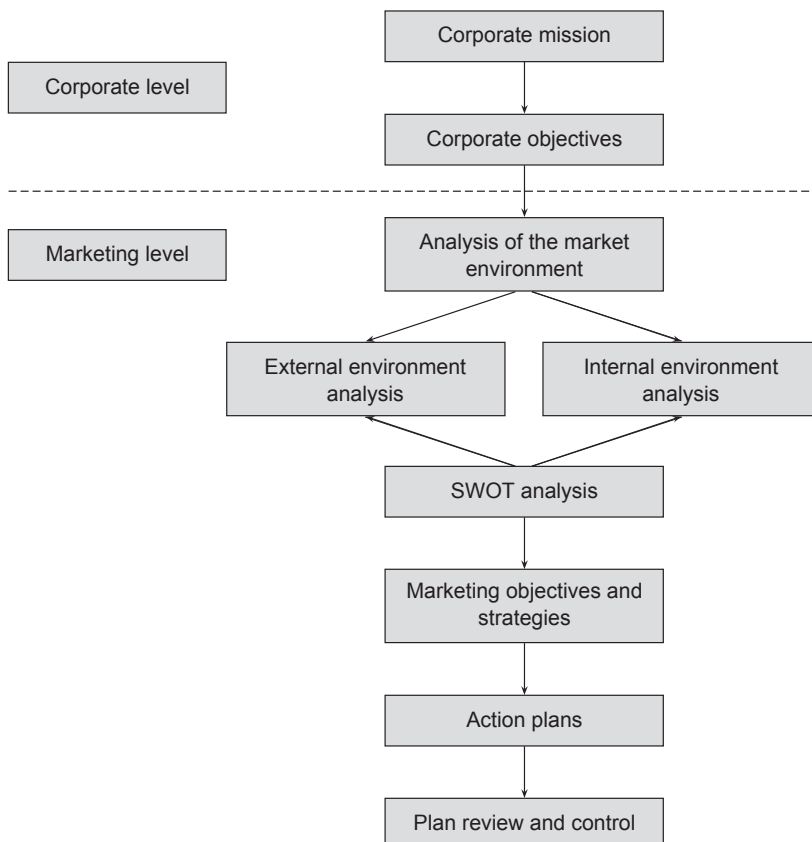 Corporate mission
Corporate level
Corporate objectives
Marketing level
Analysis of the market
environment
External environment
analysis
Internal environment
analysis
SWOT analysis
Marketing objectives and
strategies
Action plans
Plan review and control